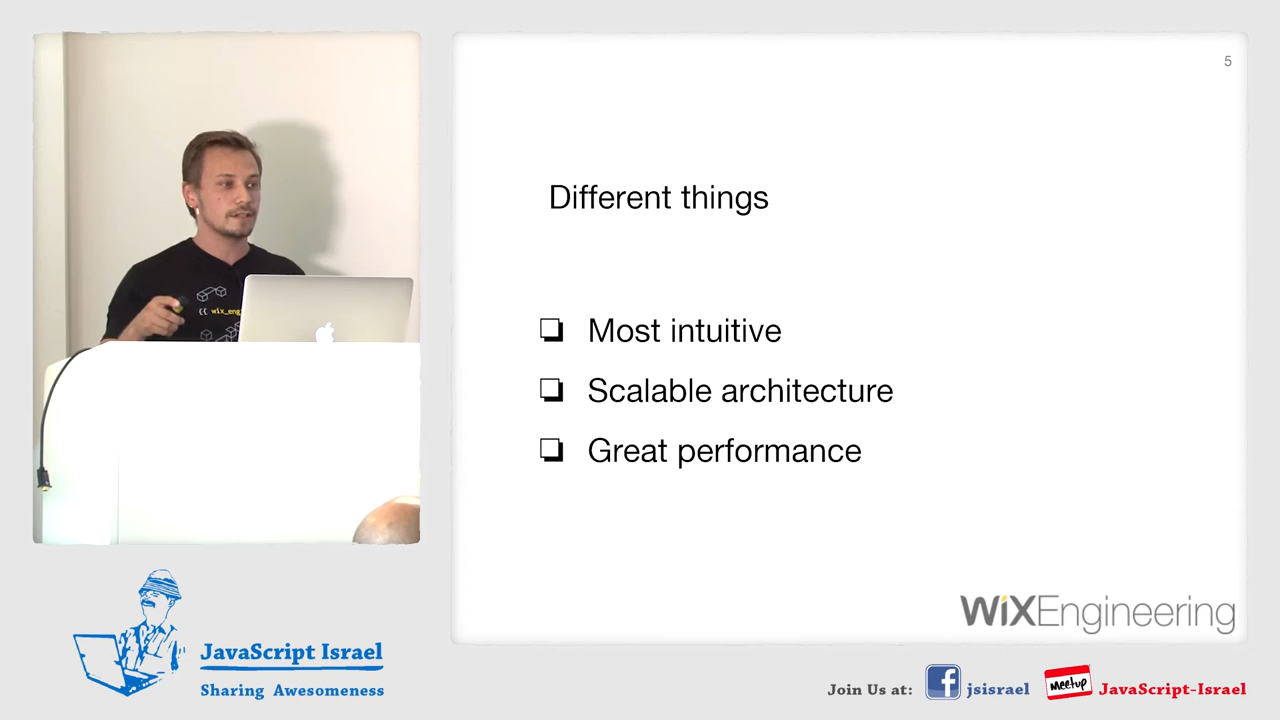 5
Different things
Most intuitive
Scalable architecture
Great performance
{{ wix_eng
WiXEngineering
JavaScript Israel
Sharing Awesomeness
Join Us at:
jsisrael
Meetup
JavaScript-Israel